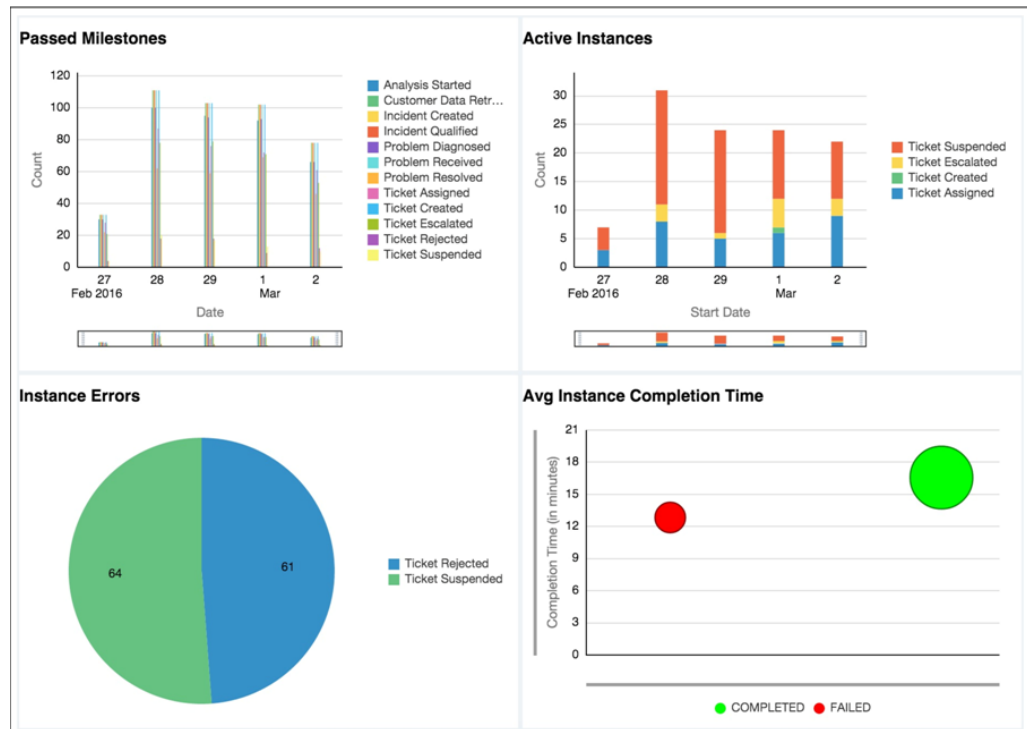 Passed Milestones
120
100
80
60
40
20
0
Count
27
28
29
1
2
Feb 2016
Mar
Date
Analysis Started
Customer Data Retr...
Incident Created
Incident Qualified
Problem Diagnosed
Problem Received
Problem Resolved
Ticket Assigned
Ticket Created
Ticket Escalated
Ticket Rejected
Ticket Suspended
Active Instances
30
25
20
15
10
5
0
Count
27
28
29
1
2
Feb 2016
Mar
Start Date
Ticket Suspended
Ticket Escalated
Ticket Created
Ticket Assigned
Instance Errors
64
61
Ticket Rejected
Ticket Suspended
Avg Instance Completion Time
21
18
15
12
9
6
3
0
Completion Time (in minutes)
COMPLETED
FAILED